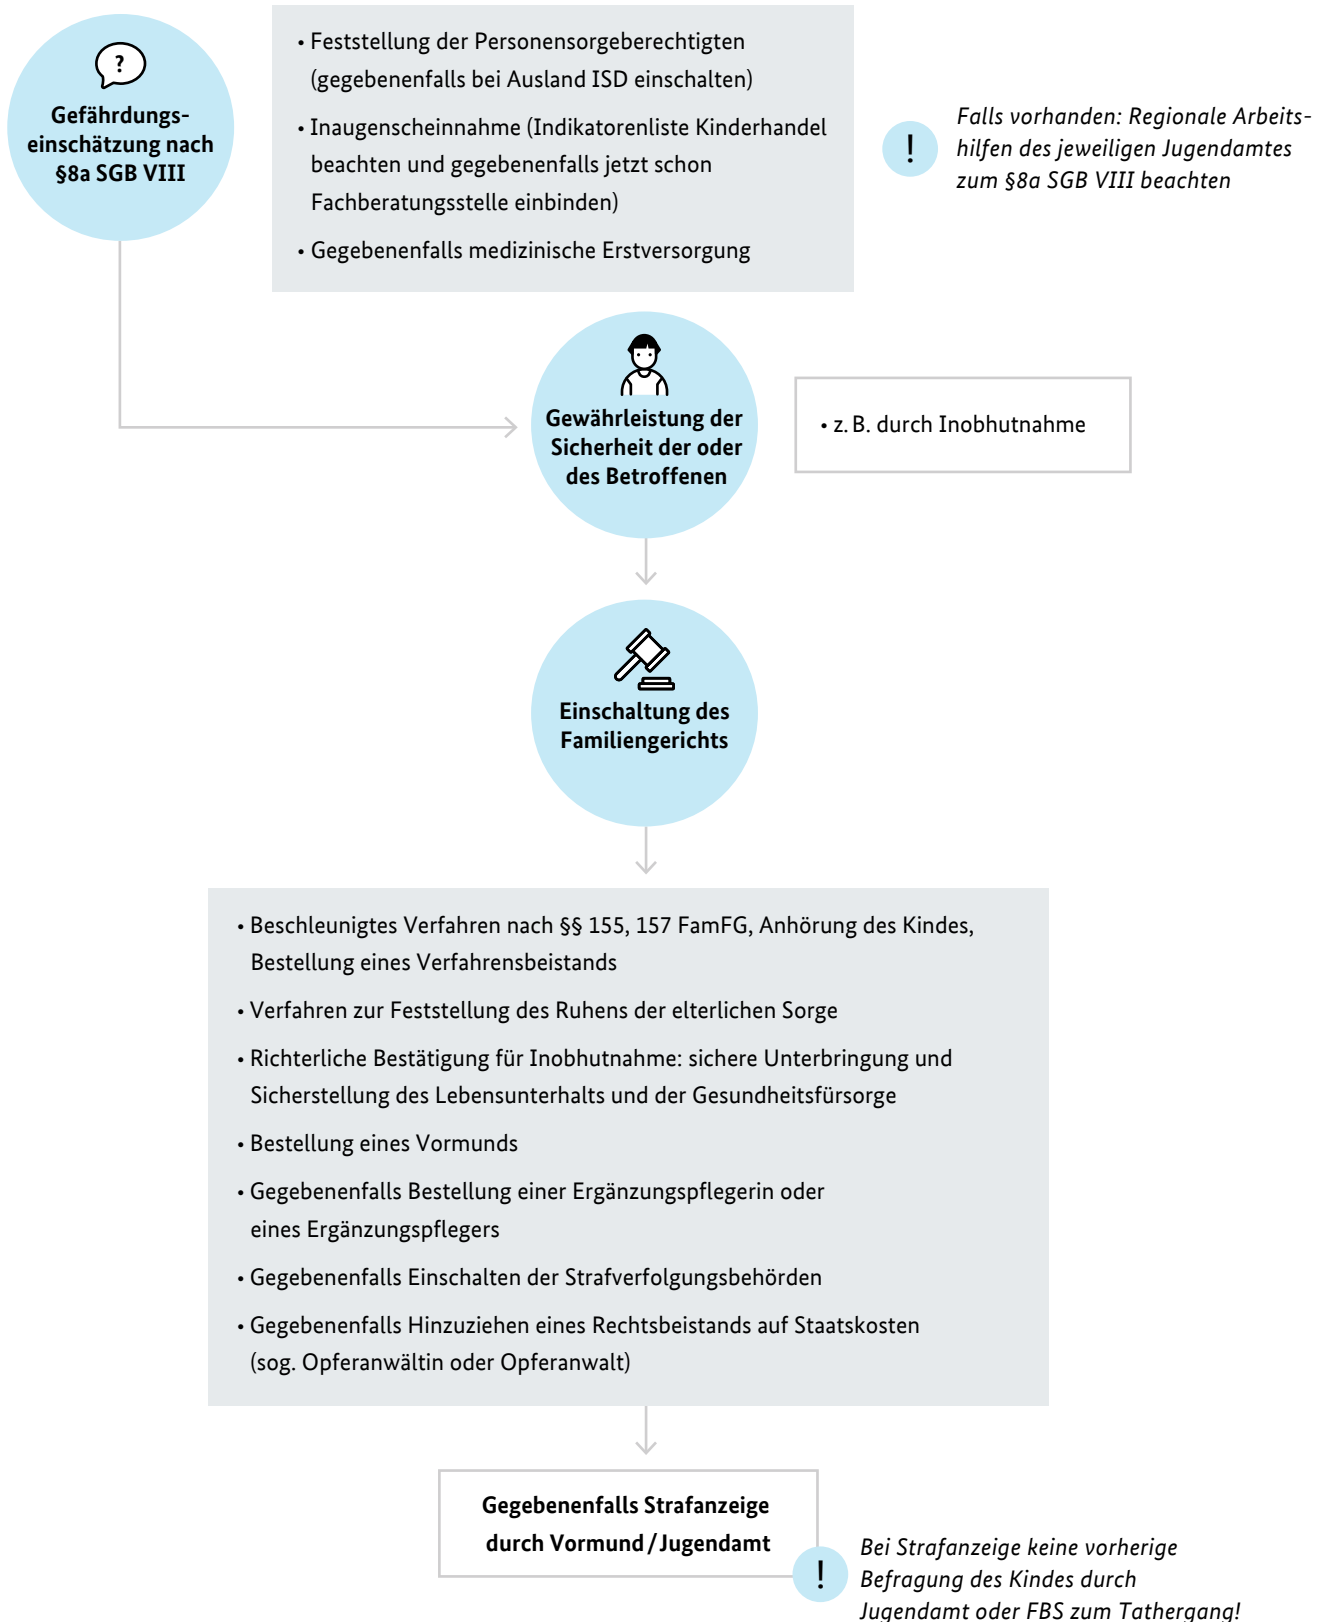 ?
Gefährdungs-
einschätzung nach
§8a SGB VIII
• Feststellung der Personensorgeberechtigten
(gegebenenfalls bei Ausland ISD einschalten)
• Inaugenscheinnahme (Indikatorenliste Kinderhandel
beachten und gegebenenfalls jetzt schon
Fachberatungsstelle einbinden)
• Gegebenenfalls medizinische Erstversorgung
!
Falls vorhanden: Regionale Arbeits-
hilfen des jeweiligen Jugendamtes
zum §8a SGB VIII beachten
Gewährleistung der
Sicherheit der oder
des Betroffenen
• z. B. durch Inobhutnahme
Einschaltung des
Familiengerichts
• Beschleunigtes Verfahren nach §§ 155, 157 FamFG, Anhörung des Kindes,
Bestellung eines Verfahrensbeistands
• Verfahren zur Feststellung des Ruhens der elterlichen Sorge
• Richterliche Bestätigung für Inobhutnahme: sichere Unterbringung und
Sicherstellung des Lebensunterhalts und der Gesundheitsfürsorge
• Bestellung eines Vormunds
• Gegebenenfalls Bestellung einer Ergänzungspflegerin oder
eines Ergänzungspflegers
• Gegebenenfalls Einschalten der Strafverfolgungsbehörden
• Gegebenenfalls Hinzuziehen eines Rechtsbeistands auf Staatskosten
(sog. Opferanwältin oder Opferanwalt)
Gegebenenfalls Strafanzeige
durch Vormund / Jugendamt
!
Bei Strafanzeige keine vorherige
Befragung des Kindes durch
Jugendamt oder FBS zum Tathergang!